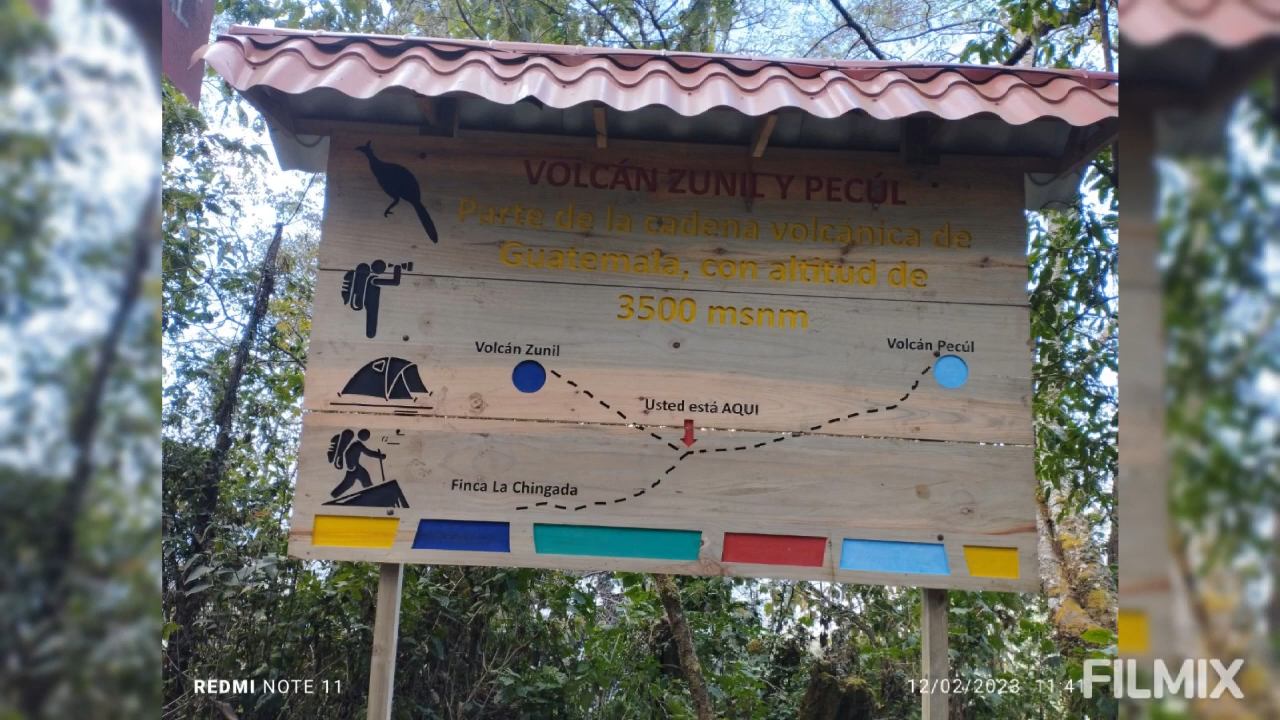 VOLCÁN ZUNIL Y PECÚL
Parte de la cadena volcánica de
Guatemala, con altitud de
3500 msnm
Volcán Zunil
Volcán Pecúl
Usted está AQUI
Finca La Chingada
REDMI NOTE 11
12/02/2023
FILMIX